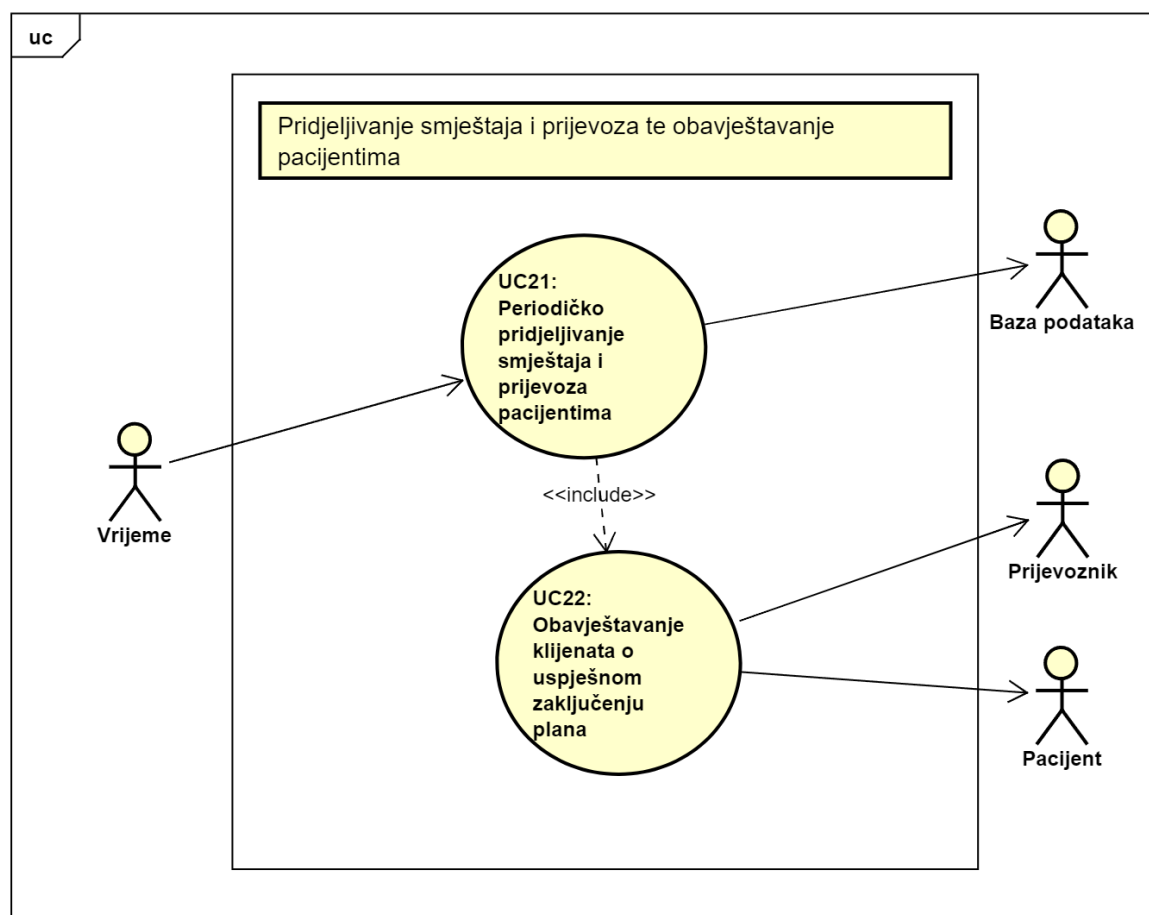 uc
Pridjeljivanje smještaja i prijevoza te obavještavanje
pacijentima
UC21:
Periodičko
pridjeljivanje
smještaja i
prijevoza
pacijentima
Baza podataka
Vrijeme
<<include>>
Prijevoznik
UC22:
Obavještavanje
klijenata o
uspješnom
zaključenju
plana
Pacijent